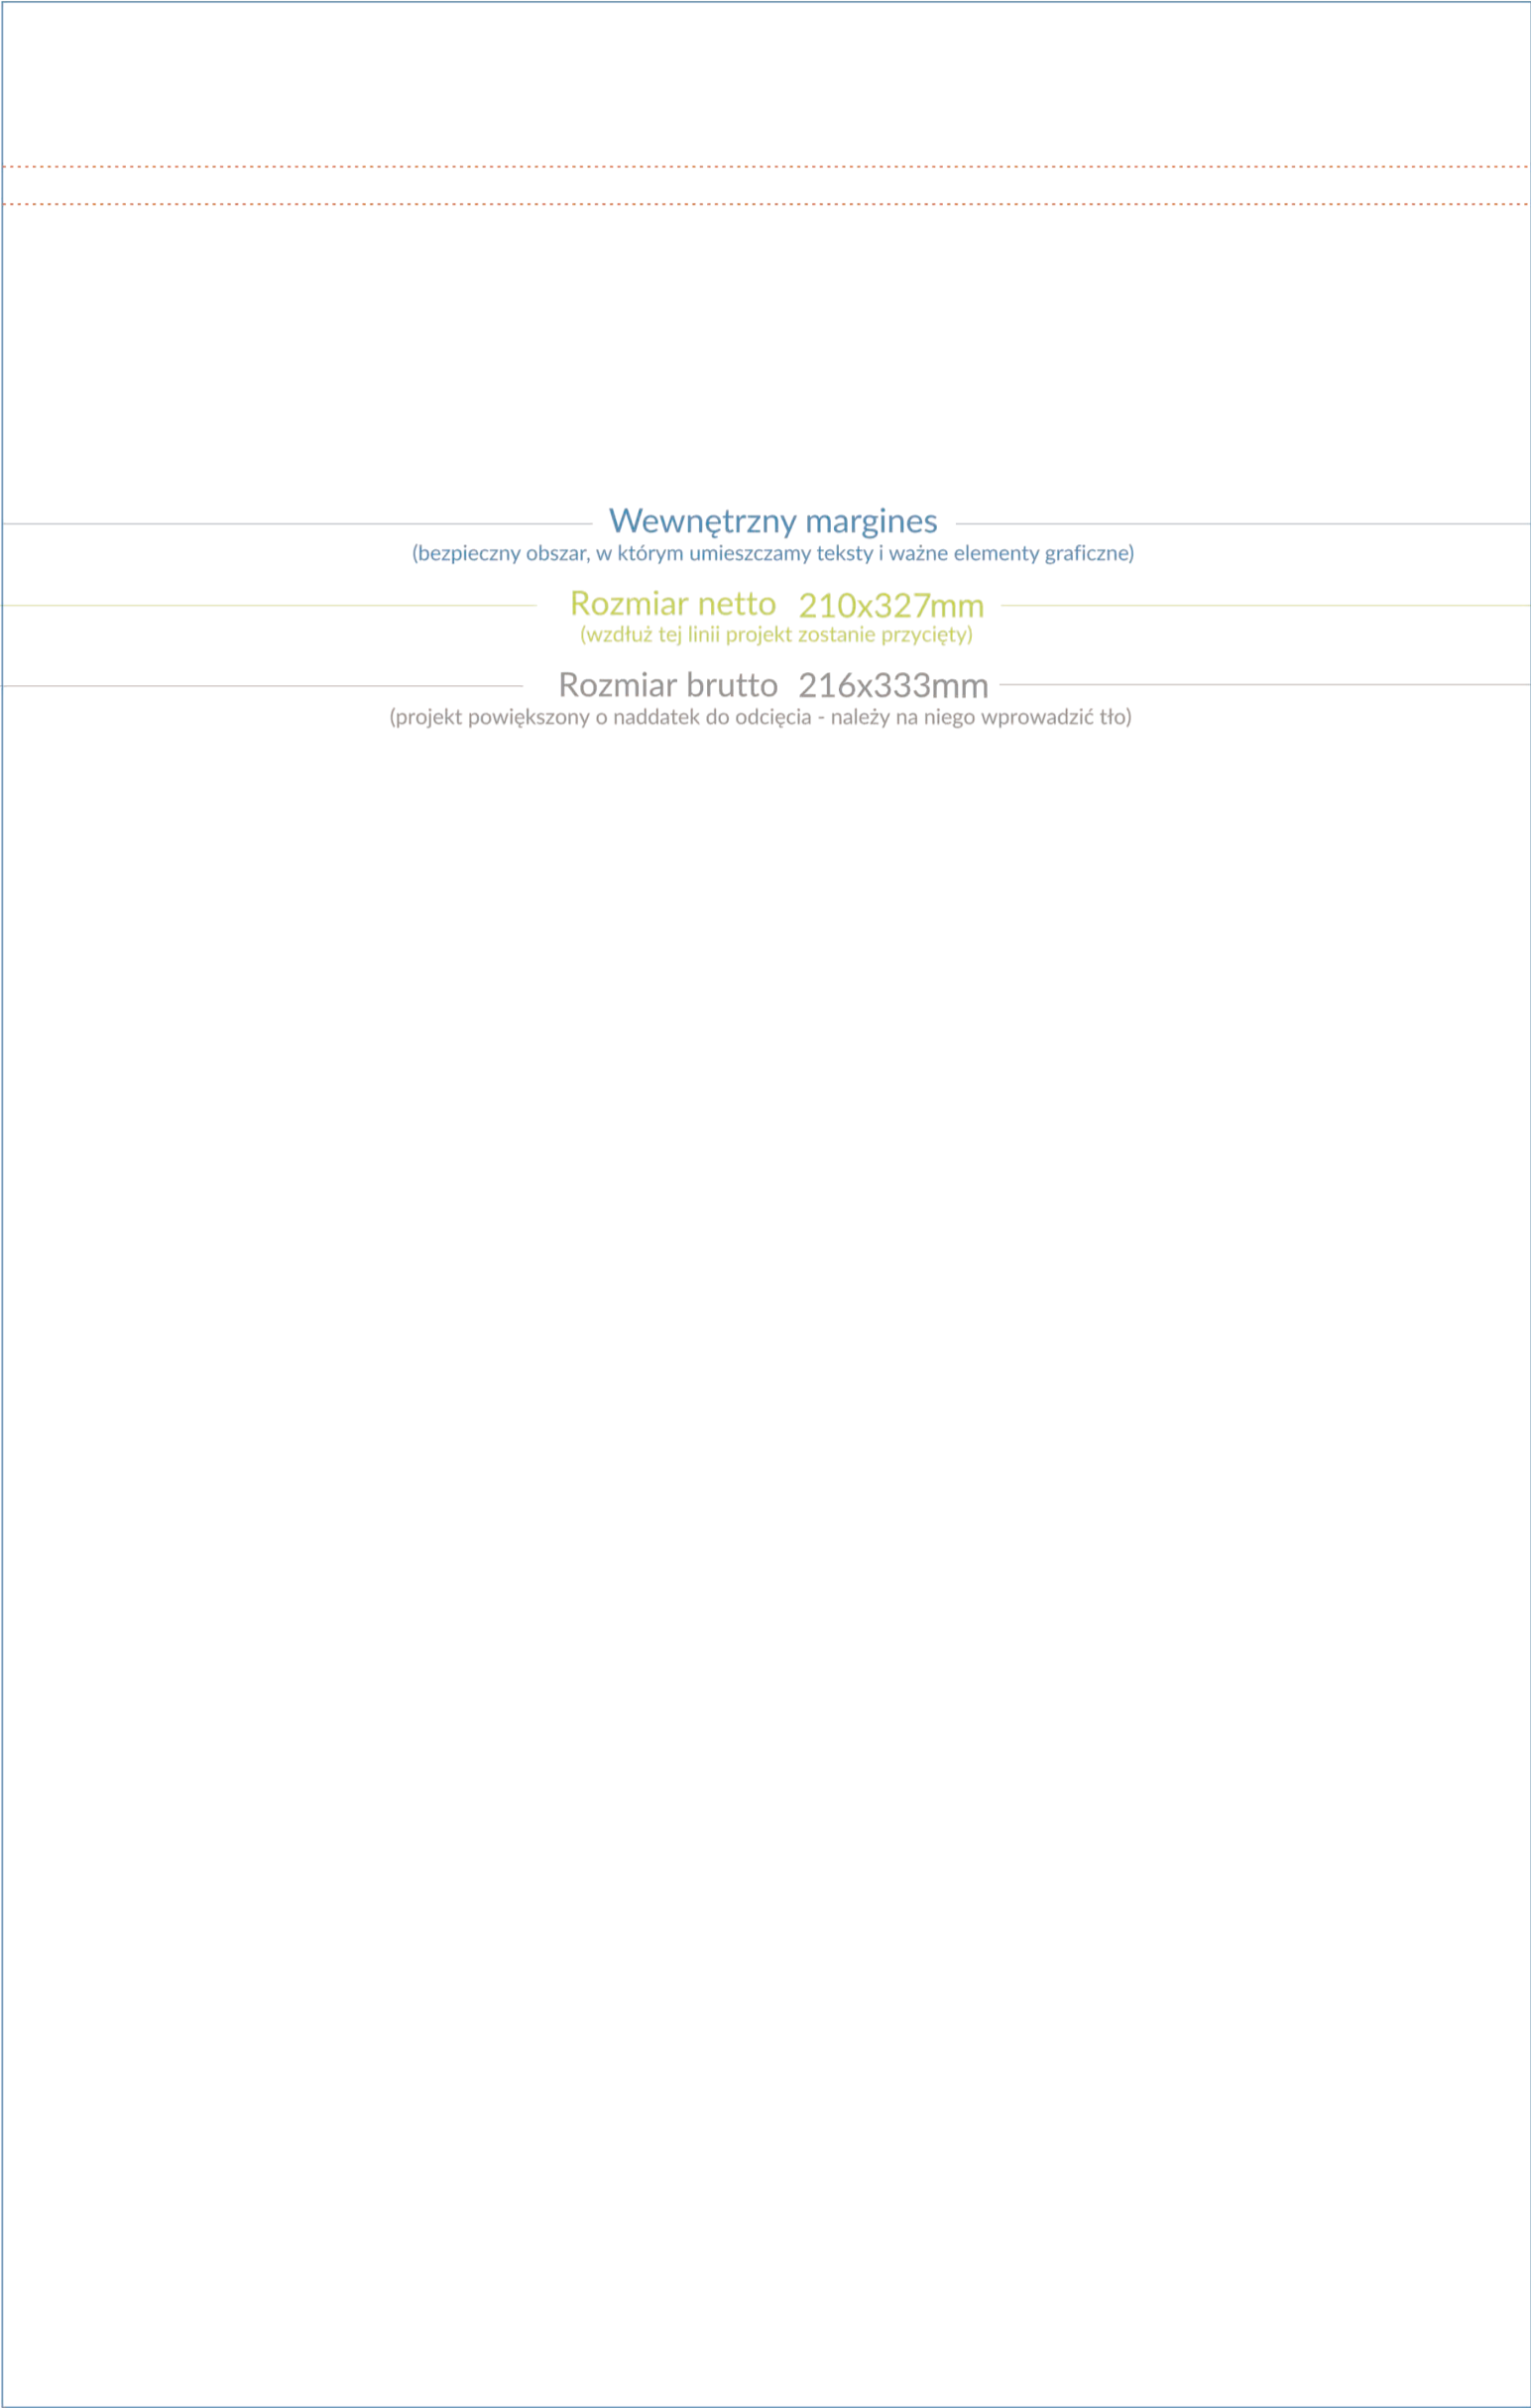 Wewnętrzny margines
(bezpieczny obszar, w którym umieszczamy teksty i ważne elementy graficzne)
Rozmiar netto 210x327mm
(wzdłuż tej linii projekt zostanie przycięty)
Rozmiar brutto 216x333mm
(projekt powiększony o naddatek do odcięcia - należy na niego wprowadzić tło)